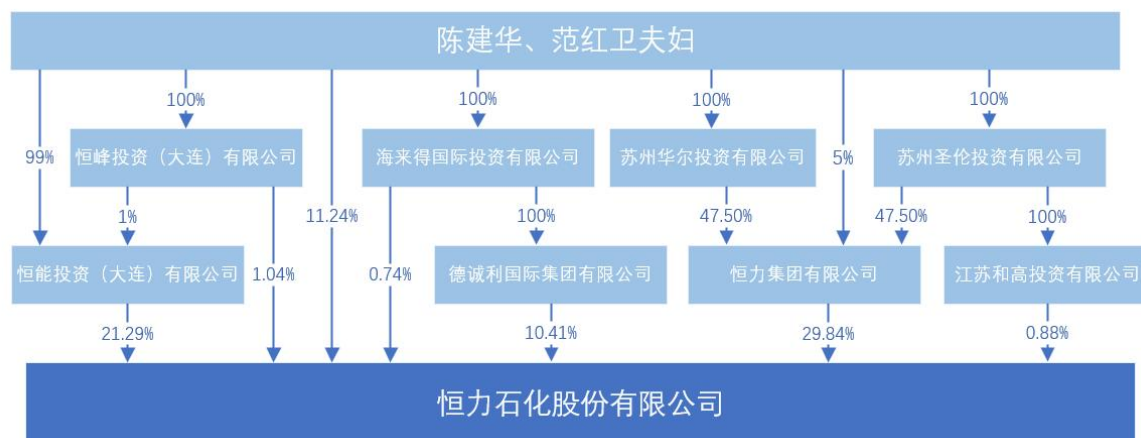 陈建华、范红卫夫妇
100%
100%
100%
100%
99%
恒峰投资（大连）有限公司
海来得国际投资有限公司
苏州华尔投资有限公司
5%
苏州圣伦投资有限公司
1%
11.24%
100%
47.50%
47.50%
100%
恒能投资（大连）有限公司
1.04%
0.74%
德诚利国际集团有限公司
恒力集团有限公司
江苏和高投资有限公司
21.29%
10.41%
29.84%
0.88%
恒力石化股份有限公司